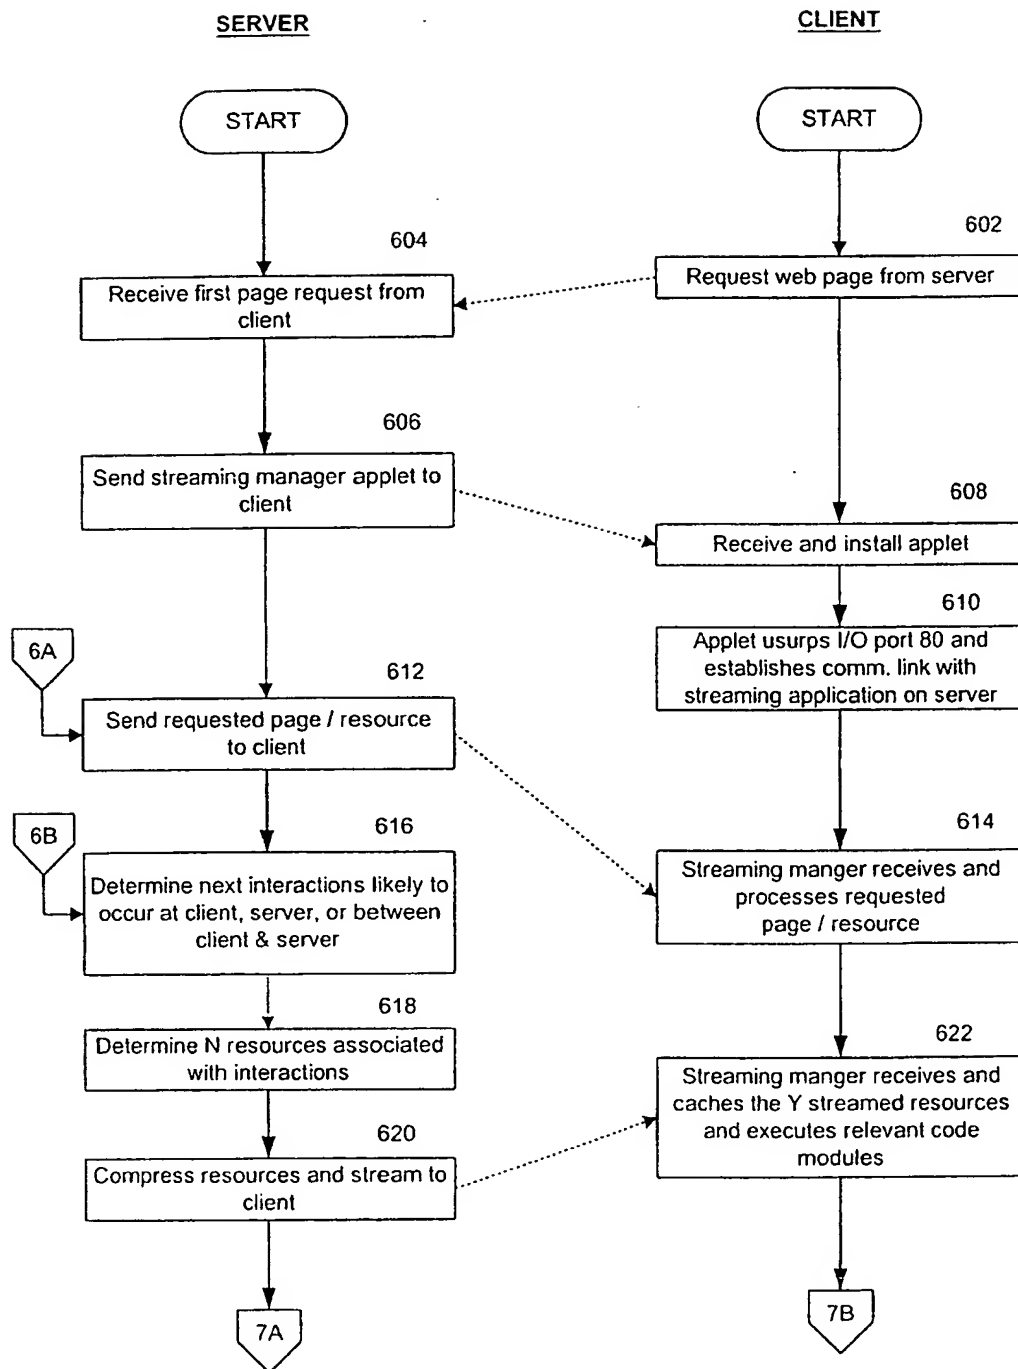 SERVER
CLIENT
START
START
602
Request web page from server
604
Receive first page request from
client
606
Send streaming manager applet to
client
608
Receive and install applet
610
Applet usurps I/O port 80 and
establishes comm. link with
streaming application on server
6A
612
Send requested page / resource
to client
614
Streaming manger receives and
processes requested
page / resource
6B
616
Determine next interactions likely to
occur at client, server, or between
client & server
618
Determine N resources associated
with interactions
620
Compress resources and stream to
client
622
Streaming manger receives and
caches the Y streamed resources
and executes relevant code
modules
7A
7B